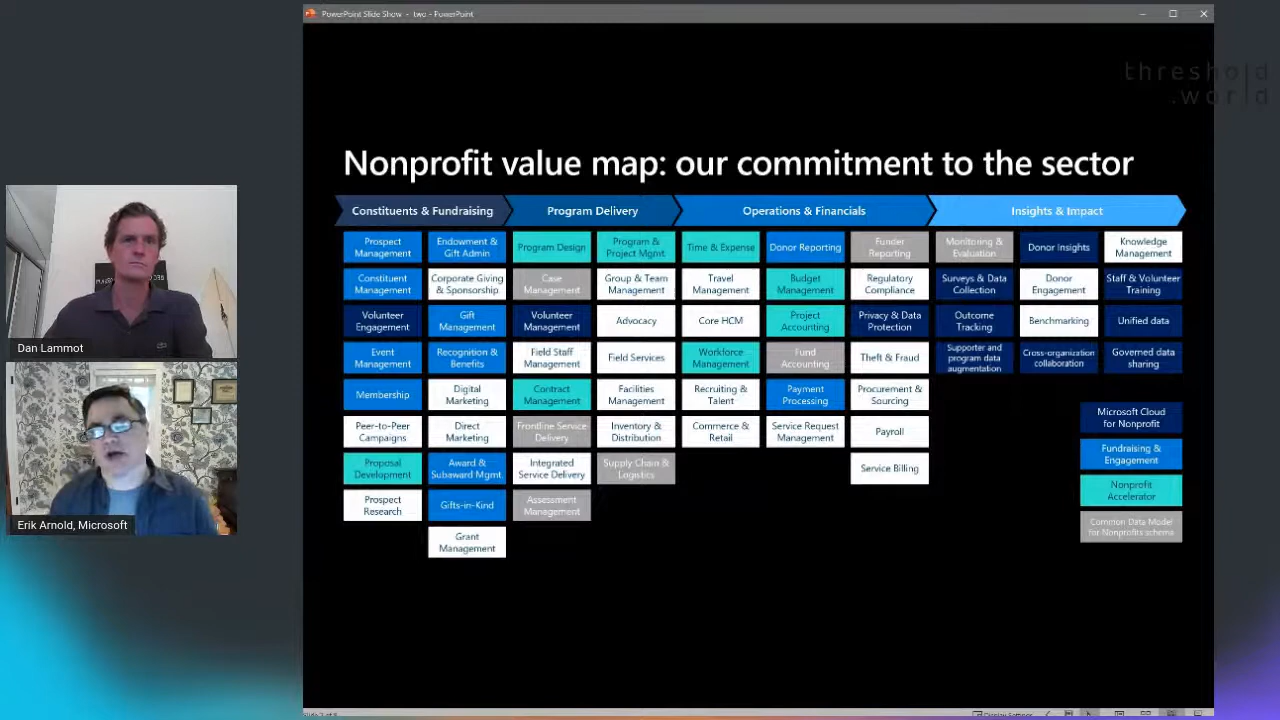 PowerPoint Slide Show - two - PowerPoint
threshold
.world
Nonprofit value map: our commitment to the sector
Constituents & Fundraising
Program Delivery
Operations & Financials
Insights & Impact
Prospect
Management
Constituent
Management
Volunteer
Engagement
Event
Management
Membership
Peer-to-Peer
Campaigns
Proposal
Development
Prospect
Research
Endowment &
Gift Admin
Corporate Giving
& Sponsorship
Gift
Management
Recognition &
Benefits
Digital
Marketing
Direct
Marketing
Award &
Subaward Mgmt.
Gifts-in-Kind
Grant
Management
Program Design
Case
Management
Volunteer
Management
Field Staff
Management
Contract
Management
Frontline Service
Delivery
Integrated
Service Delivery
Assessment
Management
Program &
Project Mgmt
Group & Team
Management
Advocacy
Field Services
Facilities
Management
Inventory &
Distribution
Supply Chain &
Logistics
Time & Expense
Travel
Management
Core HCM
Workforce
Management
Recruiting &
Talent
Commerce &
Retail
Donor Reporting
Budget
Management
Project
Accounting
Fund
Accounting
Payment
Processing
Service Request
Management
Funder
Reporting
Regulatory
Compliance
Privacy & Data
Protection
Theft & Fraud
Procurement &
Sourcing
Payroll
Service Billing
Monitoring &
Evaluation
Surveys & Data
Collection
Outcome
Tracking
Supporter and
program data
augmentation
Donor Insights
Donor
Engagement
Benchmarking
Cross-organization
collaboration
Knowledge
Management
Staff & Volunteer
Training
Unified data
Governed data
sharing
Microsoft Cloud
for Nonprofit
Fundraising &
Engagement
Nonprofit
Accelerator
Common Data Model
for Nonprofits schema
Dan Lammot
Erik Arnold, Microsoft
Display Settings